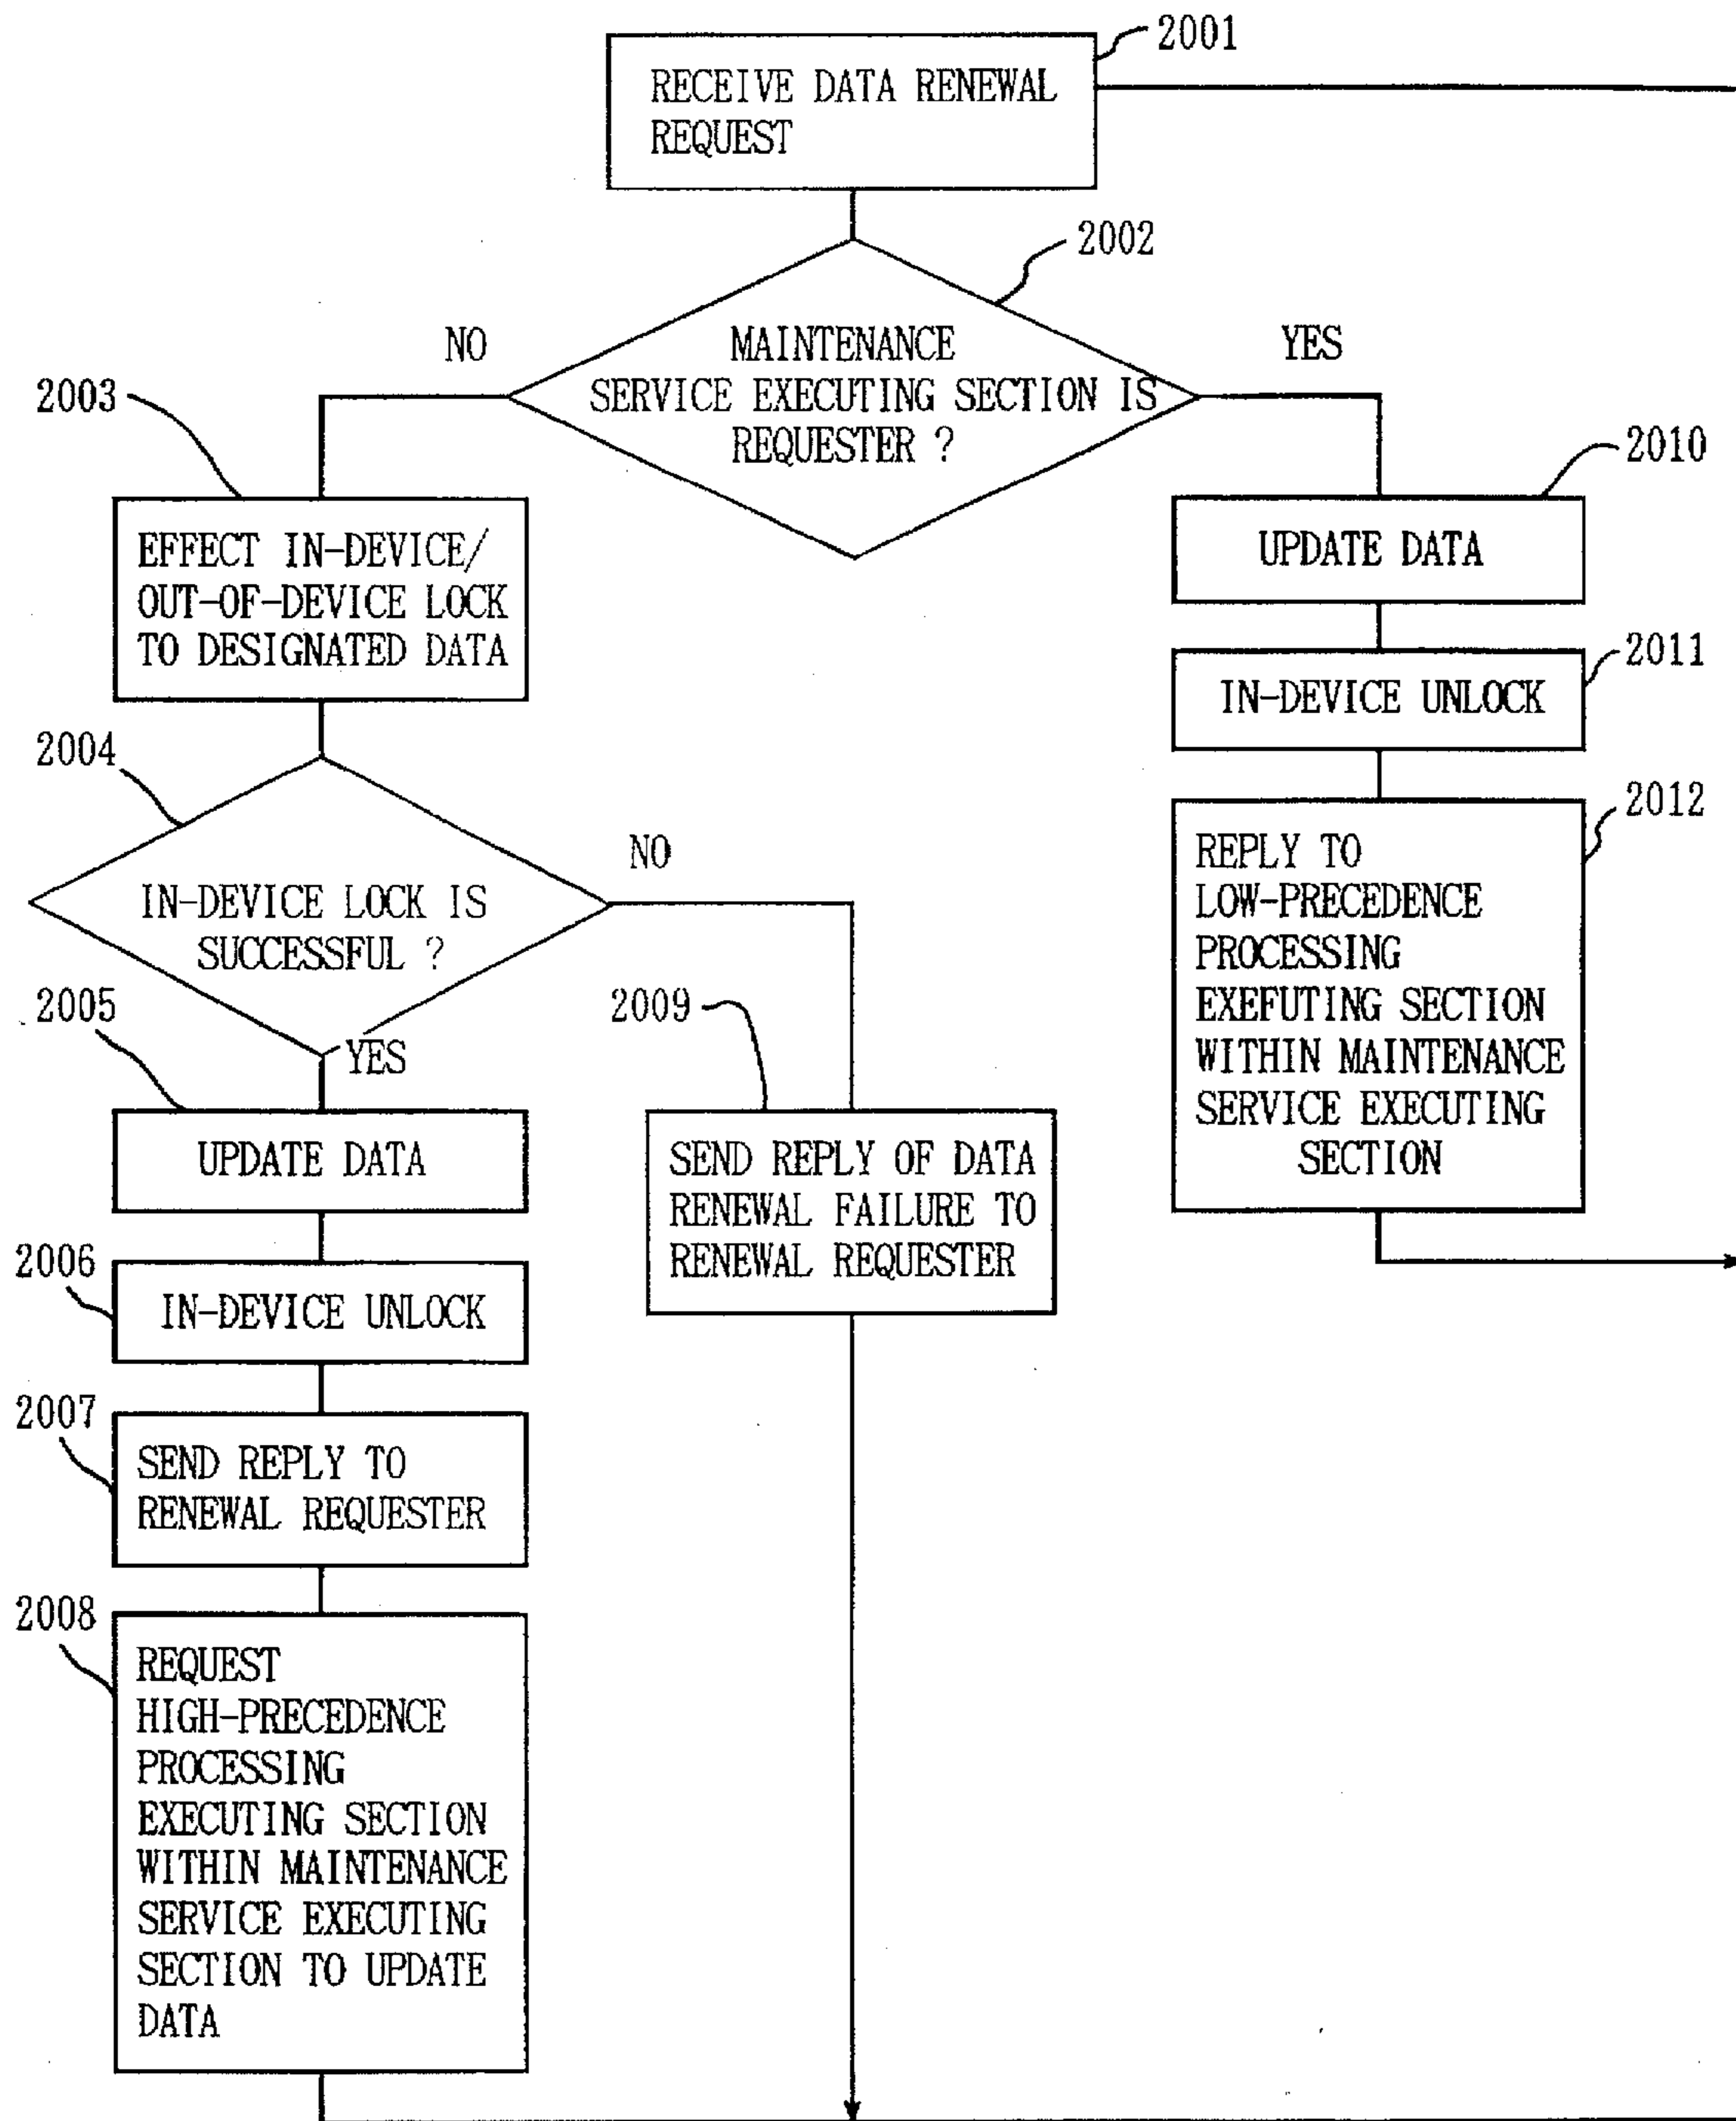 2001
RECEIVE DATA RENEWAL
REQUEST
2002
NO
MAINTENANCE
SERVICE EXECUTING SECTION IS
REQUESTER ?
YES
2003
EFFECT IN-DEVICE/
OUT-OF-DEVICE LOCK
TO DESIGNATED DATA
2010
UPDATE DATA
2011
IN-DEVICE UNLOCK
2004
IN-DEVICE LOCK IS
SUCCESSFUL ?
NO
YES
2012
REPLY TO
LOW-PRECEDENCE
PROCESSING
EXEFUTING SECTION
WITHIN MAINTENANCE
SERVICE EXECUTING
SECTION
2005
UPDATE DATA
2009
SEND REPLY OF DATA
RENEWAL FAILURE TO
RENEWAL REQUESTER
2006
IN-DEVICE UNLOCK
2007
SEND REPLY TO
RENEWAL REQUESTER
2008
REQUEST
HIGH-PRECEDENCE
PROCESSING
EXECUTING SECTION
WITHIN MAINTENANCE
SERVICE EXECUTING
SECTION TO UPDATE
DATA